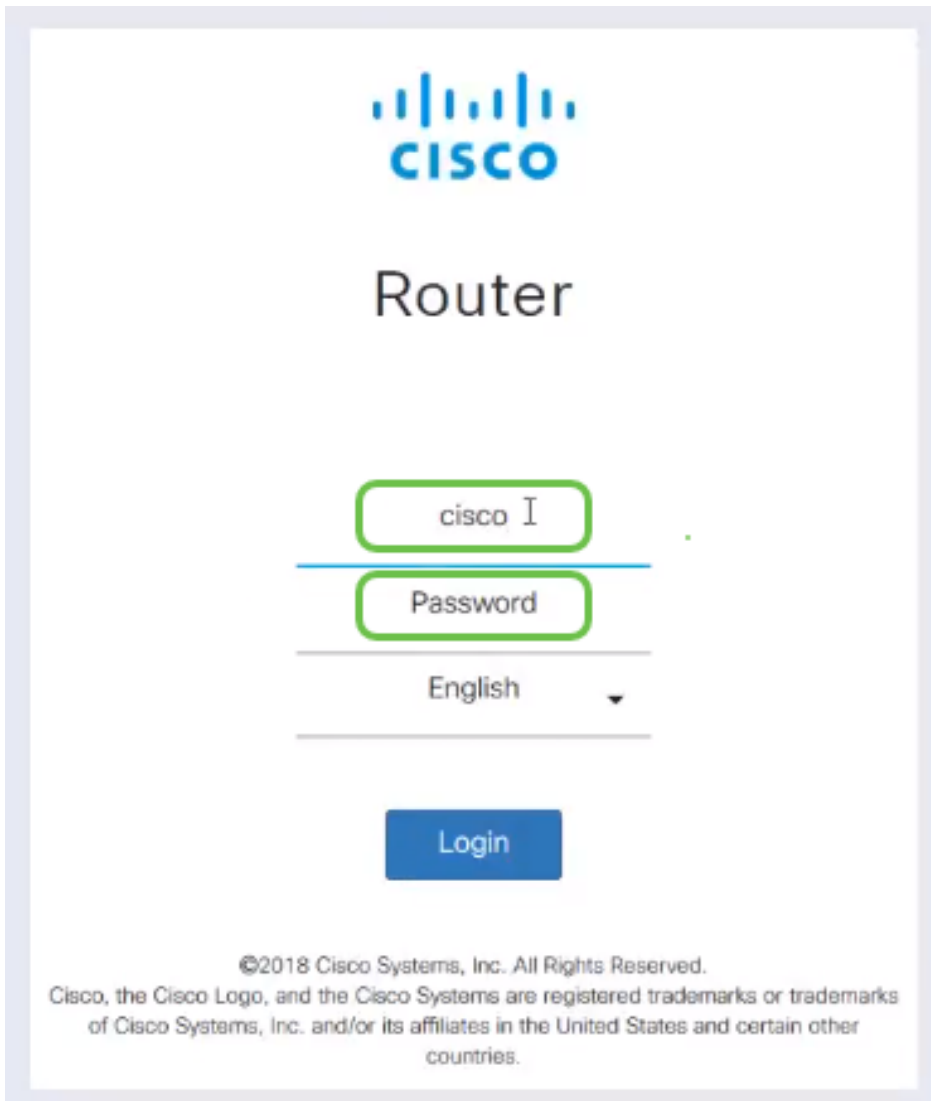 CISCO
Router
cisco
Password
English
Login
©2018 Cisco Systems, Inc. All Rights Reserved.
Cisco, the Cisco Logo, and the Cisco Systems are registered trademarks or trademarks
of Cisco Systems, Inc. and/or its affiliates in the United States and certain other
countries.